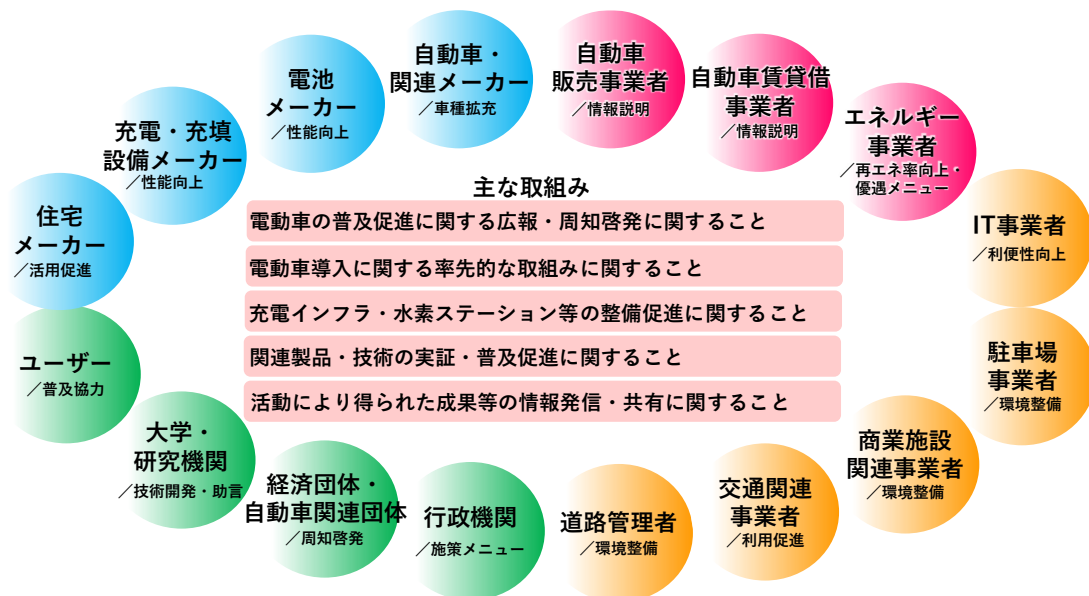 電池
メーカー
／性能向上
自動車・
関連メーカー
／車種拡充
自動車
販売事業者
／情報説明
自動車賃貸借
事業者
／情報説明
エネルギー
事業者
／再エネ率向上・
優遇メニュー
IT事業者
／利便性向上
駐車場
事業者
／環境整備
商業施設
関連事業者
／環境整備
交通関連
事業者
／利用促進
道路管理者
／環境整備
行政機関
／施策メニュー
経済団体・
自動車関連団体
／周知啓発
大学・
研究機関
／技術開発・助言
ユーザー
／普及協力
住宅
メーカー
／活用促進
充電・充填
設備メーカー
／性能向上
主な取組み
電動車の普及促進に関する広報・周知啓発に関すること
電動車導入に関する率先的な取組みに関すること
充電インフラ・水素ステーション等の整備促進に関すること
関連製品・技術の実証・普及促進に関すること
活動により得られた成果等の情報発信・共有に関すること